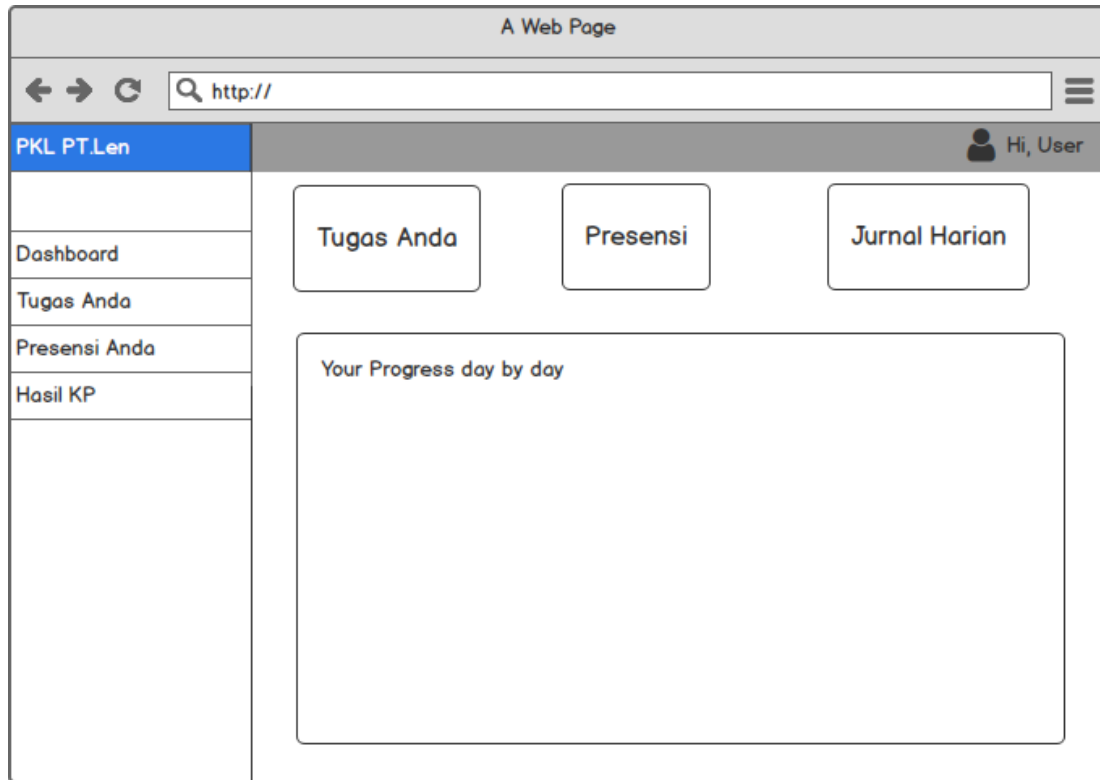 A Web Page
http://
PKL PT.Len
Hi, User
Dashboard
Tugas Anda
Presensi Anda
Hasil KP
Tugas Anda
Presensi
Jurnal Harian
Your Progress day by day